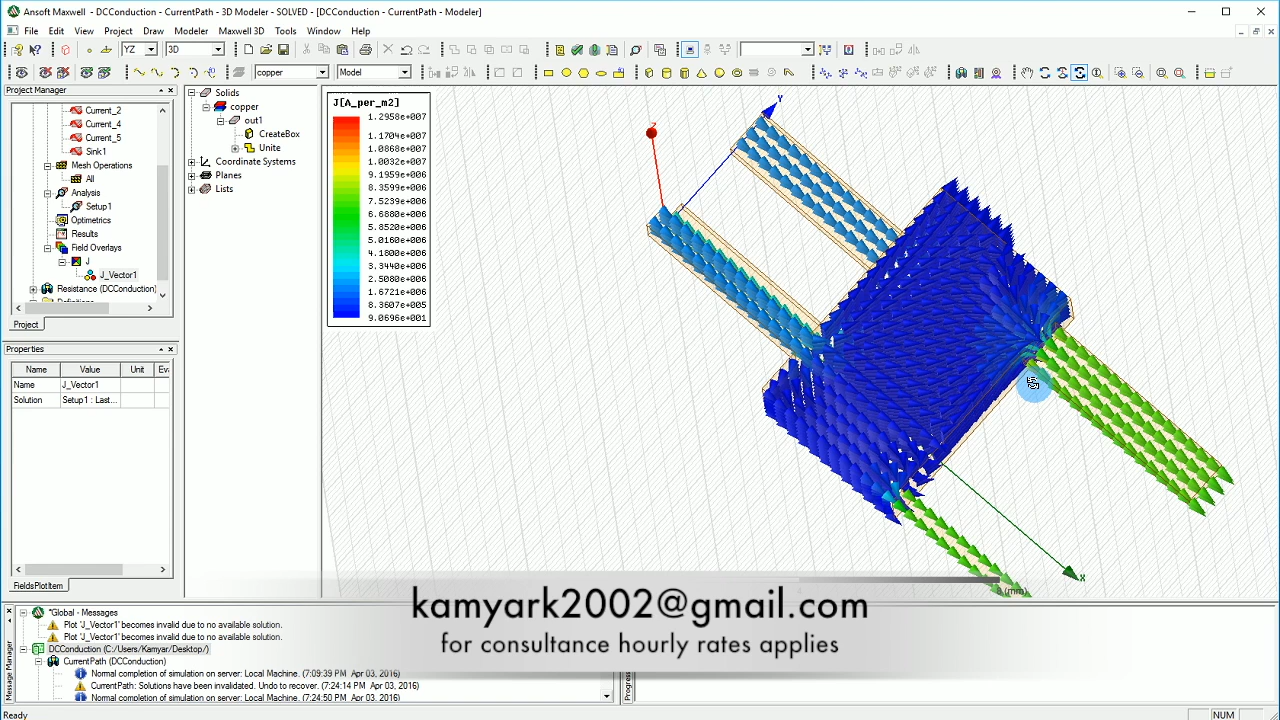 Ansoft Maxwell - DCConduction - CurrentPath - 3D Modeler - SOLVED - [DCConduction - CurrentPath - Modeler]
File Edit View Project Draw Modeler Maxwell 3D Tools Window Help
YZ 3D
copper Model
Project Manager
Current_2
Current_4
Current_5
Sink1
Mesh Operations
All
Analysis
Setup1
Optimetrics
Results
Field Overlays
J
J_Vector1
Resistance (DCConduction)
Project
Solids
copper
out1
CreateBox
Unite
Coordinate Systems
Planes
Lists
J[A_per_m2]
1.2958e+007
1.1704e+007
1.0868e+007
1.0032e+007
9.1959e+006
8.3599e+006
7.5239e+006
6.6880e+006
5.8520e+006
5.0160e+006
4.1800e+006
3.3440e+006
2.5080e+006
1.6721e+006
8.3607e+005
9.0696e+001
Z
Y
X
8 (mm)
Properties
Name Value Unit Ev
Name J_Vector1
Solution Setup1 : Last...
FieldsPlotItem
kamyark2002@gmail.com
for consultance hourly rates applies
Message Manager
*Global - Messages
Plot 'J_Vector1' becomes invalid due to no available solution.
Plot 'J_Vector1' becomes invalid due to no available solution.
DCConduction (C:/Users/Kamyar/Desktop/)
CurrentPath (DCConduction)
Normal completion of simulation on server: Local Machine. (7:09:39 PM Apr 03, 2016)
CurrentPath: Solutions have been invalidated. Undo to recover. (7:24:14 PM Apr 03, 2016)
Normal completion of simulation on server: Local Machine. (7:24:50 PM Apr 03, 2016)
Progress
Ready
NUM